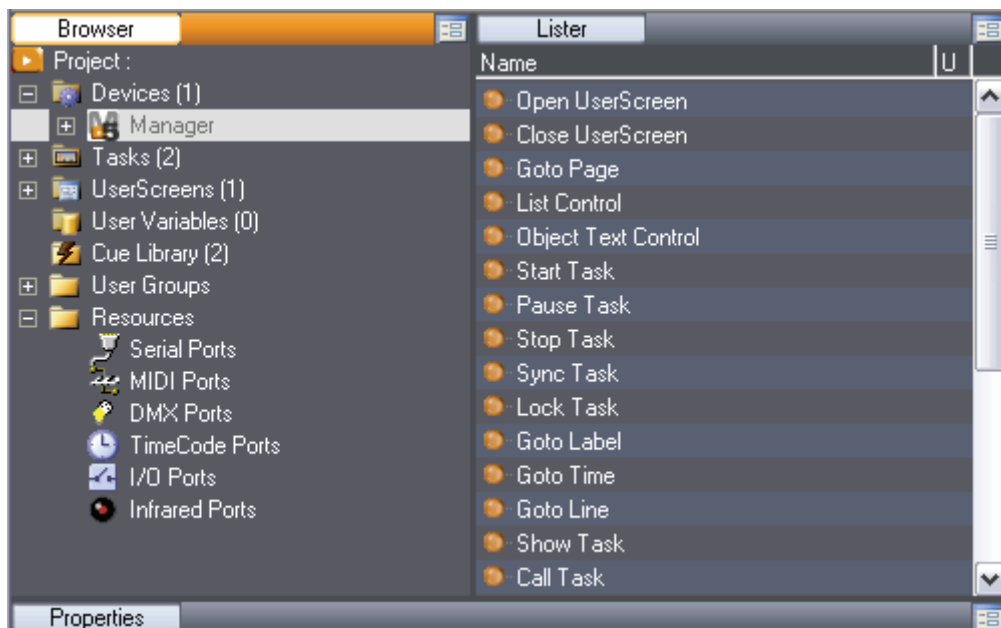 Browser
Project :
Devices (1)
Manager
Tasks (2)
UserScreens (1)
User Variables (0)
Cue Library (2)
User Groups
Resources
Serial Ports
MIDI Ports
DMX Ports
TimeCode Ports
I/O Ports
Infrared Ports
Lister
Name U
Open UserScreen
Close UserScreen
Goto Page
List Control
Object Text Control
Start Task
Pause Task
Stop Task
Sync Task
Lock Task
Goto Label
Goto Time
Goto Line
Show Task
Call Task
Properties